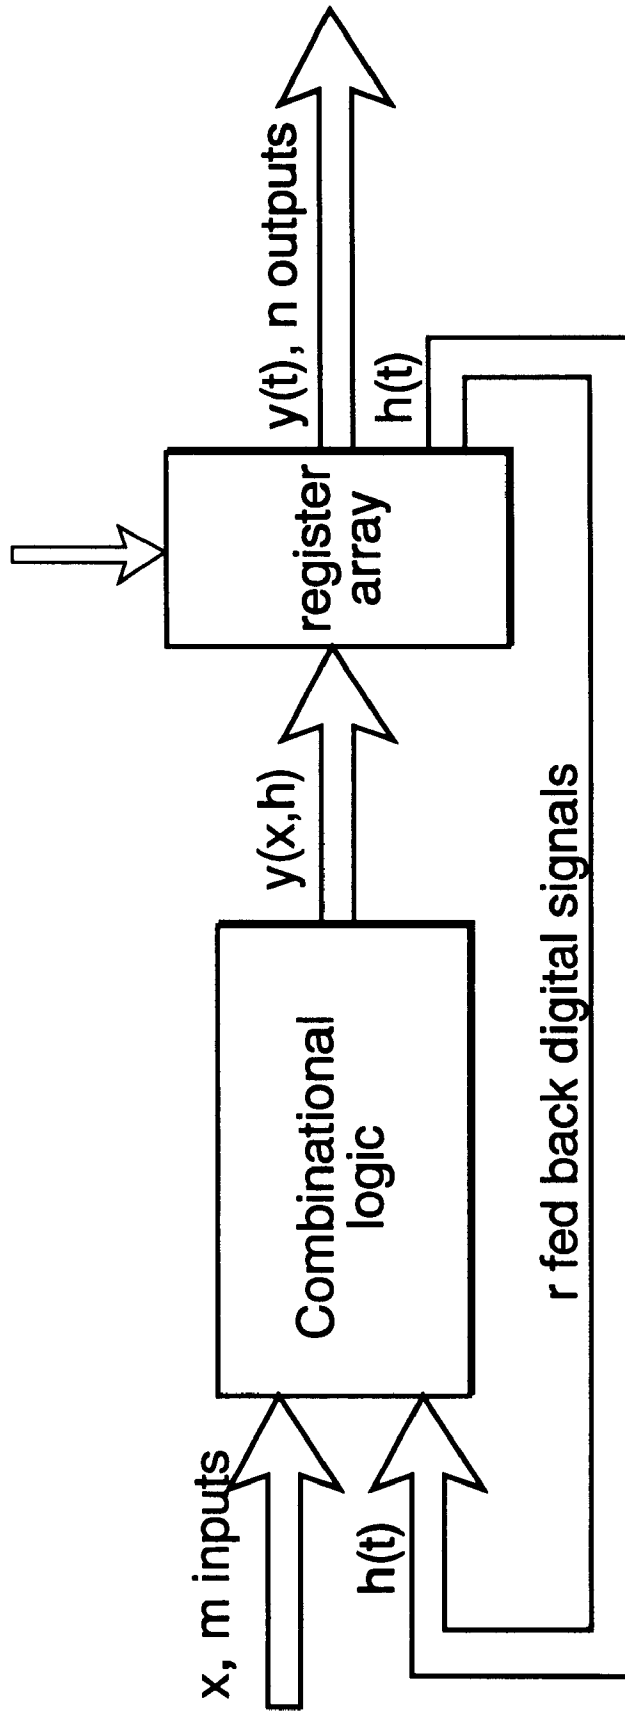 x, m inputs
h(t)
Combinational
logic
y(x,h)
register
array
y(t), n outputs
h(t)
r fed back digital signals